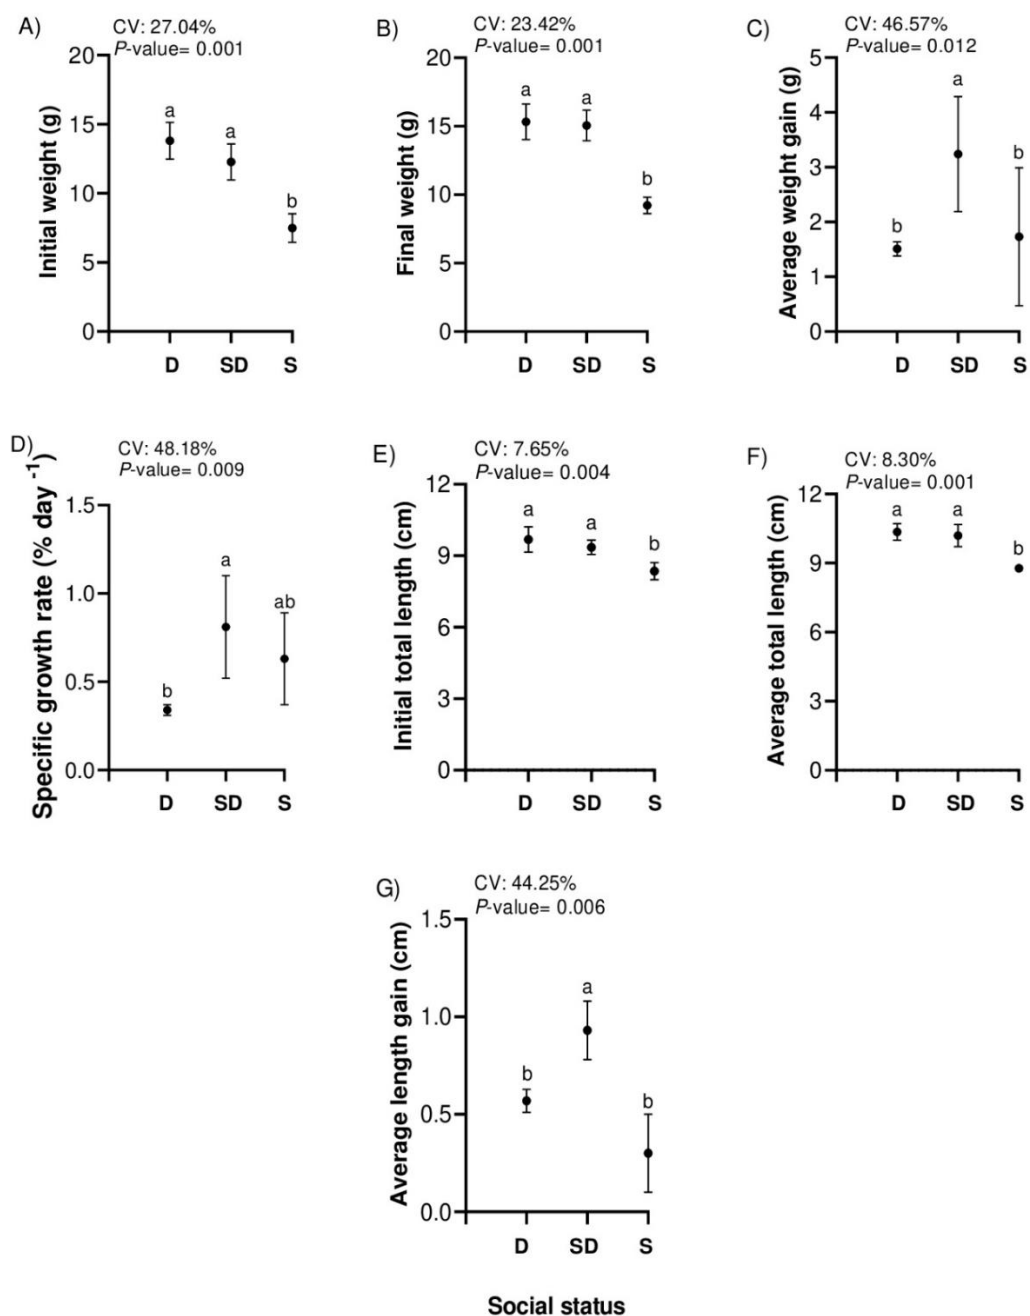 A)
CV: 27.04%
P-value= 0.001
Initial weight (g)
20
15
10
5
0
a
a
b
D SD S
B)
CV: 23.42%
P-value= 0.001
Final weight (g)
20
15
10
5
0
a
a
b
D SD S
C)
CV: 46.57%
P-value= 0.012
Average weight gain (g)
5
4
3
2
1
0
b
a
b
D SD S
D)
CV: 48.18%
P-value= 0.009
Specific growth rate (% day -1)
1.5
1.0
0.5
0.0
b
a
ab
D SD S
E)
CV: 7.65%
P-value= 0.004
Initial total length (cm)
12
9
6
3
0
a
a
b
D SD S
F)
CV: 8.30%
P-value= 0.001
Average total length (cm)
12
9
6
3
0
a
a
b
D SD S
G)
CV: 44.25%
P-value= 0.006
Average length gain (cm)
1.5
1.0
0.5
0.0
b
a
b
D SD S
Social status